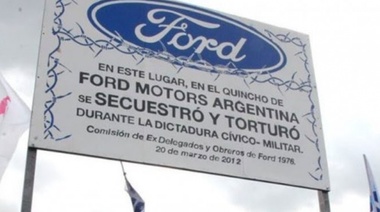 Ford
EN ESTE LUGAR, EN EL QUINCHO DE
FORD MOTORS ARGENTINA
SE SECUESTRÓ Y TORTURÓ
DURANTE LA DICTADURA CÍVICO-MILITAR.
Comisión de Ex Delegados y Obreros de Ford 1976.
20 de marzo de 2012